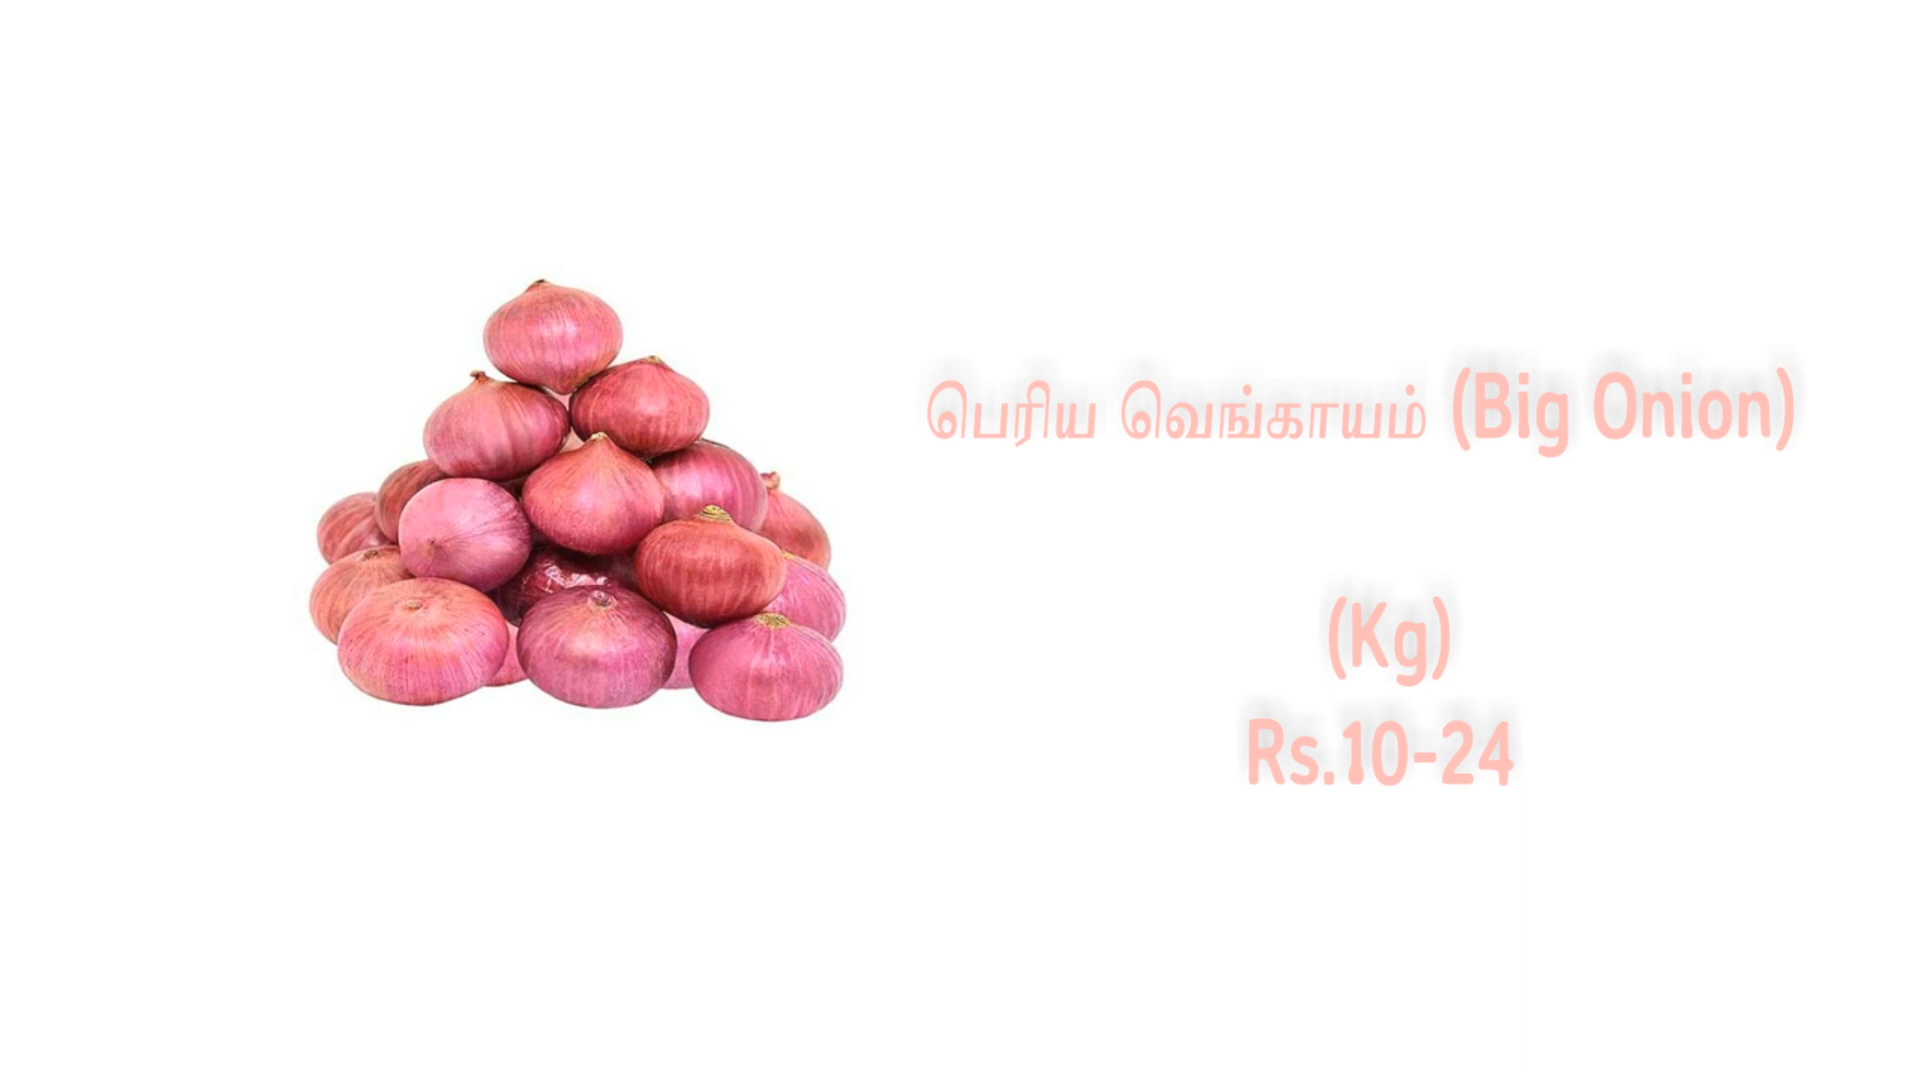 பெரிய வெங்காயம் (Big Onion)
(Kg)
Rs.10-24